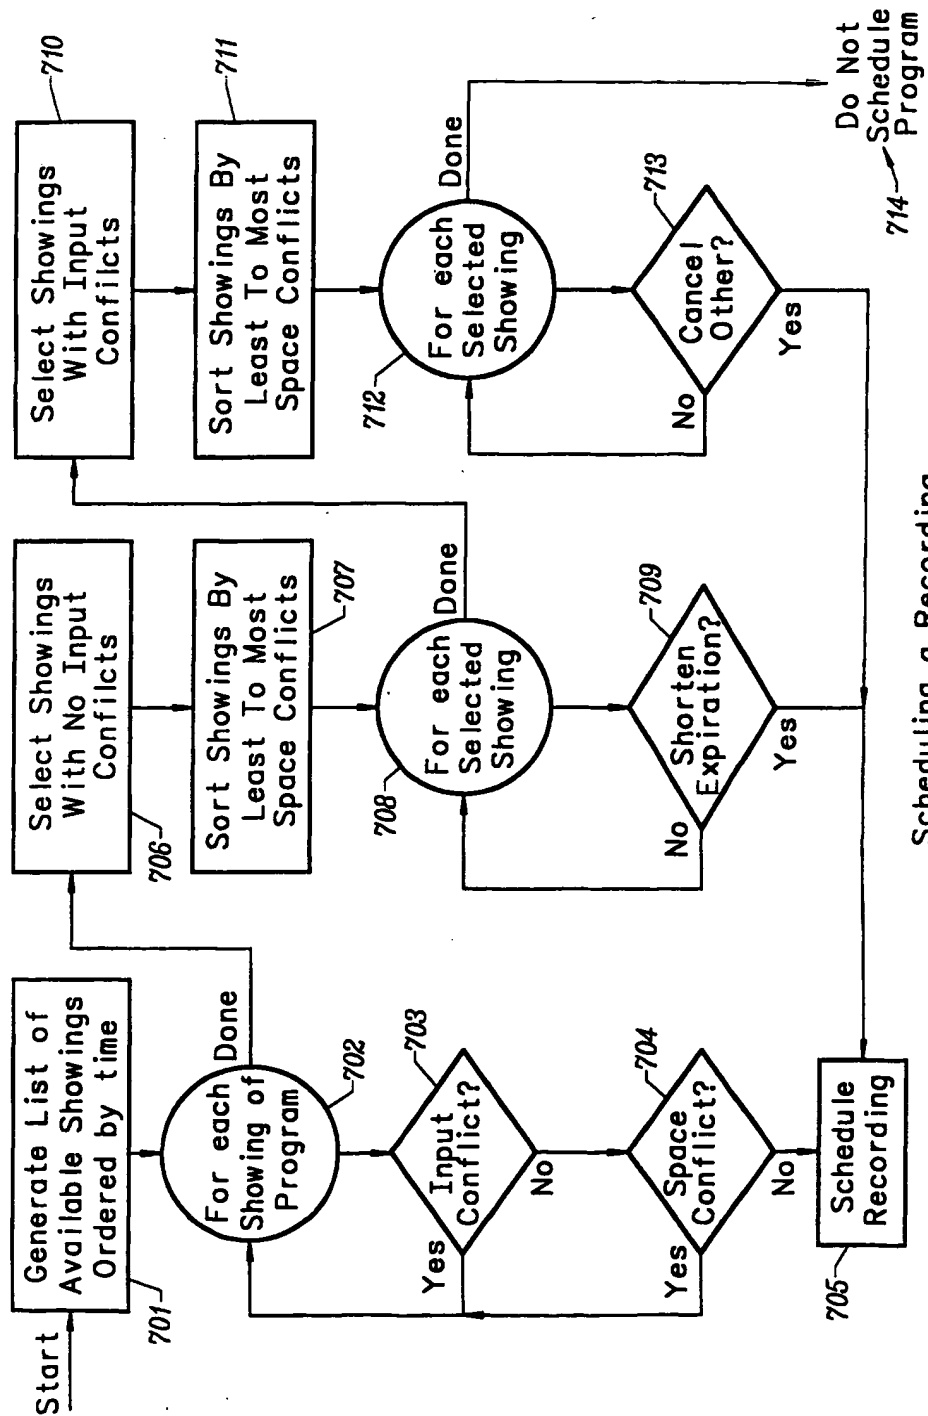 Start
Generate List of
Available Showings
Ordered by time
701
For each
Showing of
Program
Done
702
Input
Conflict?
703
Yes
No
Space
Conflict?
704
Yes
No
Schedule
Recording
705
Select Showings
With No Input
Confilcts
706
Sort Showings By
Least To Most
Space Conflicts
707
For each
Selected
Showing
Done
708
Shorten
Expiration?
709
No
Yes
Select Showings
With Input
Confilcts
710
Sort Showings By
Least To Most
Space Conflicts
711
For each
Selected
Showing
Done
712
Cancel
Other?
713
No
Yes
Do Not
Schedule
Program
714
Scheduling a Recording